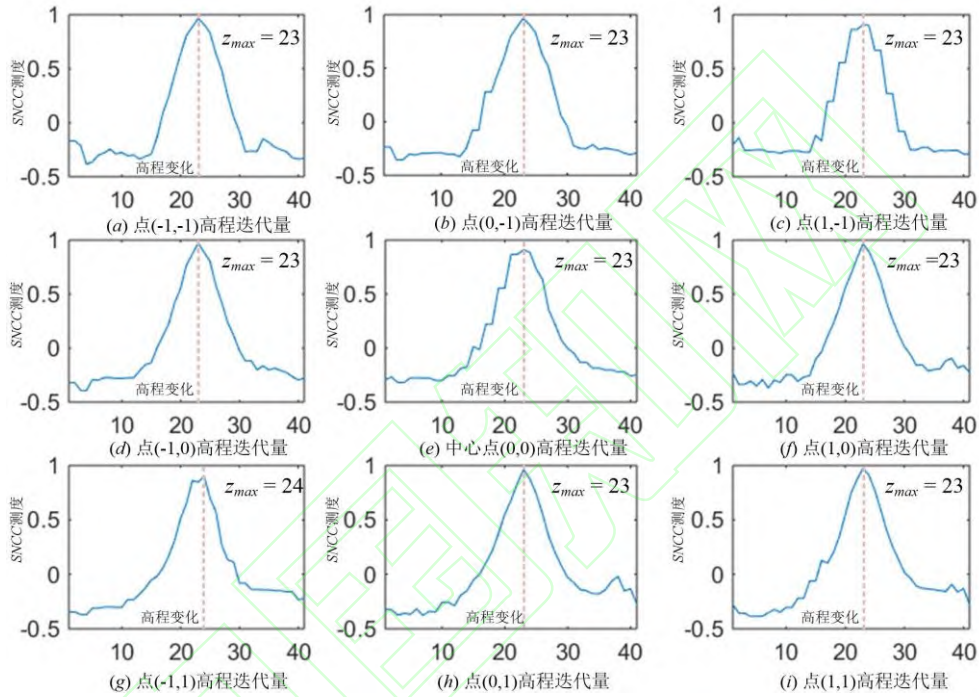 1
0.5
0
-0.5
SNCC测度
z_max = 23
高程变化
10 20 30 40
(a) 点(-1,-1)高程迭代量
1
0.5
0
-0.5
SNCC测度
z_max = 23
高程变化
10 20 30 40
(b) 点(0,-1)高程迭代量
1
0.5
0
-0.5
SNCC测度
z_max = 23
高程变化
10 20 30 40
(c) 点(1,-1)高程迭代量
1
0.5
0
-0.5
SNCC测度
z_max = 23
高程变化
10 20 30 40
(d) 点(-1,0)高程迭代量
1
0.5
0
-0.5
SNCC测度
z_max = 23
高程变化
10 20 30 40
(e) 中心点(0,0)高程迭代量
1
0.5
0
-0.5
SNCC测度
z_max =23
高程变化
10 20 30 40
(f) 点(1,0)高程迭代量
1
0.5
0
-0.5
SNCC测度
z_max = 24
高程变化
10 20 30 40
(g) 点(-1,1)高程迭代量
1
0.5
0
-0.5
SNCC测度
z_max = 23
高程变化
10 20 30 40
(h) 点(0,1)高程迭代量
1
0.5
0
-0.5
SNCC测度
z_max = 23
高程变化
10 20 30 40
(i) 点(1,1)高程迭代量